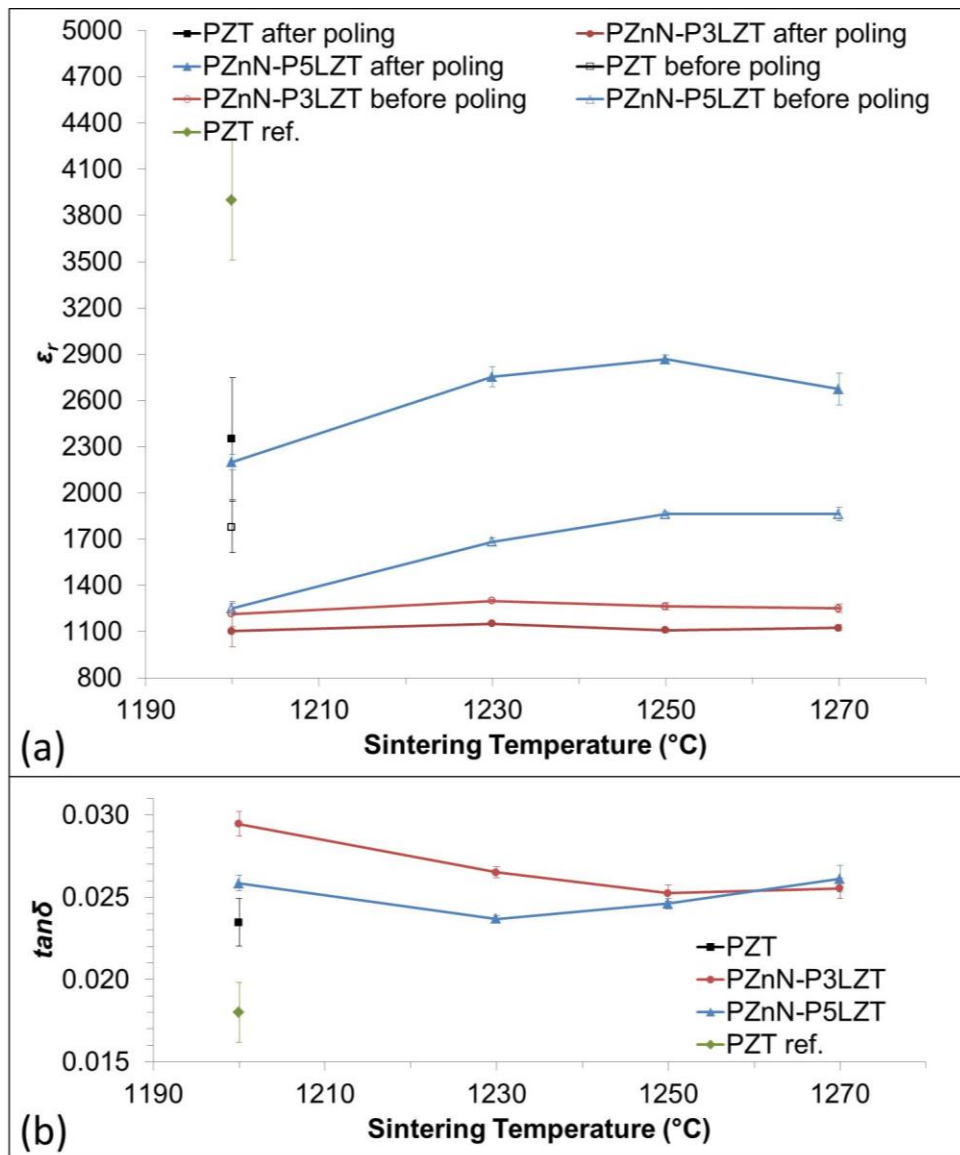 5000
4700
4400
4100
3800
3500
3200
2900
2600
2300
2000
1700
1400
1100
800
εr
PZT after poling
PZnN-P3LZT after poling
PZnN-P5LZT after poling
PZT before poling
PZnN-P3LZT before poling
PZnN-P5LZT before poling
PZT ref.
1190 1210 1230 1250 1270
Sintering Temperature (°C)
(a)
0.030
0.025
0.020
0.015
tanδ
PZT
PZnN-P3LZT
PZnN-P5LZT
PZT ref.
1190 1210 1230 1250 1270
Sintering Temperature (°C)
(b)